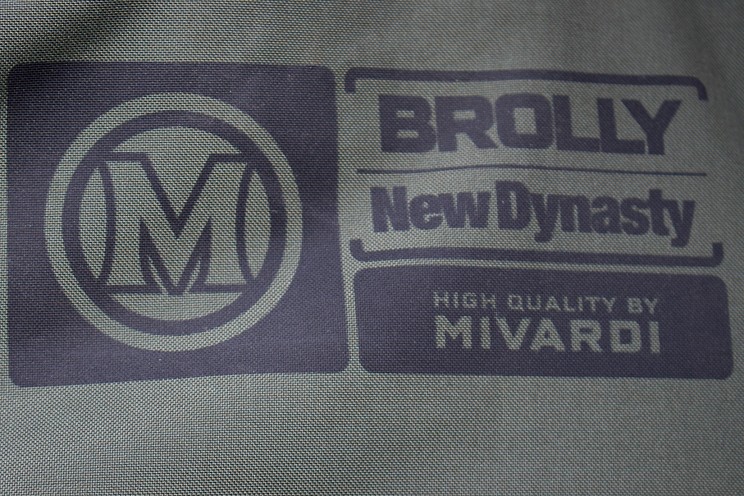 M
BROLLY
New Dynasty
HIGH QUALITY BY
MIVARDI